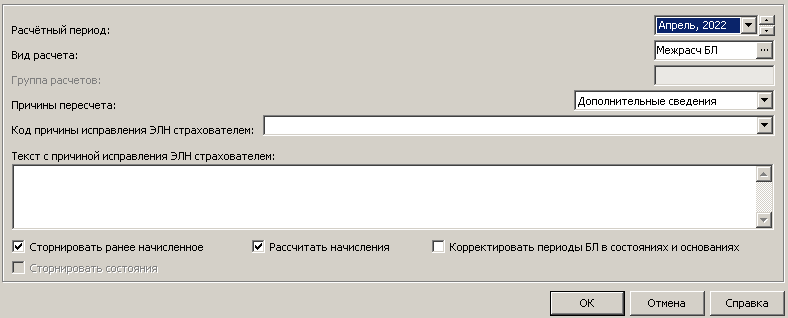 Расчётный период: Апрель, 2022
Вид расчета: Межрасч БЛ ...
Группа расчетов:
Причины пересчета: Дополнительные сведения
Код причины исправления ЭЛН страхователем:
Текст с причиной исправления ЭЛН страхователем:
Сторнировать ранее начисленное Рассчитать начисления Корректировать периоды БЛ в состояниях и основаниях
Сторнировать состояния
OK Отмена Справка